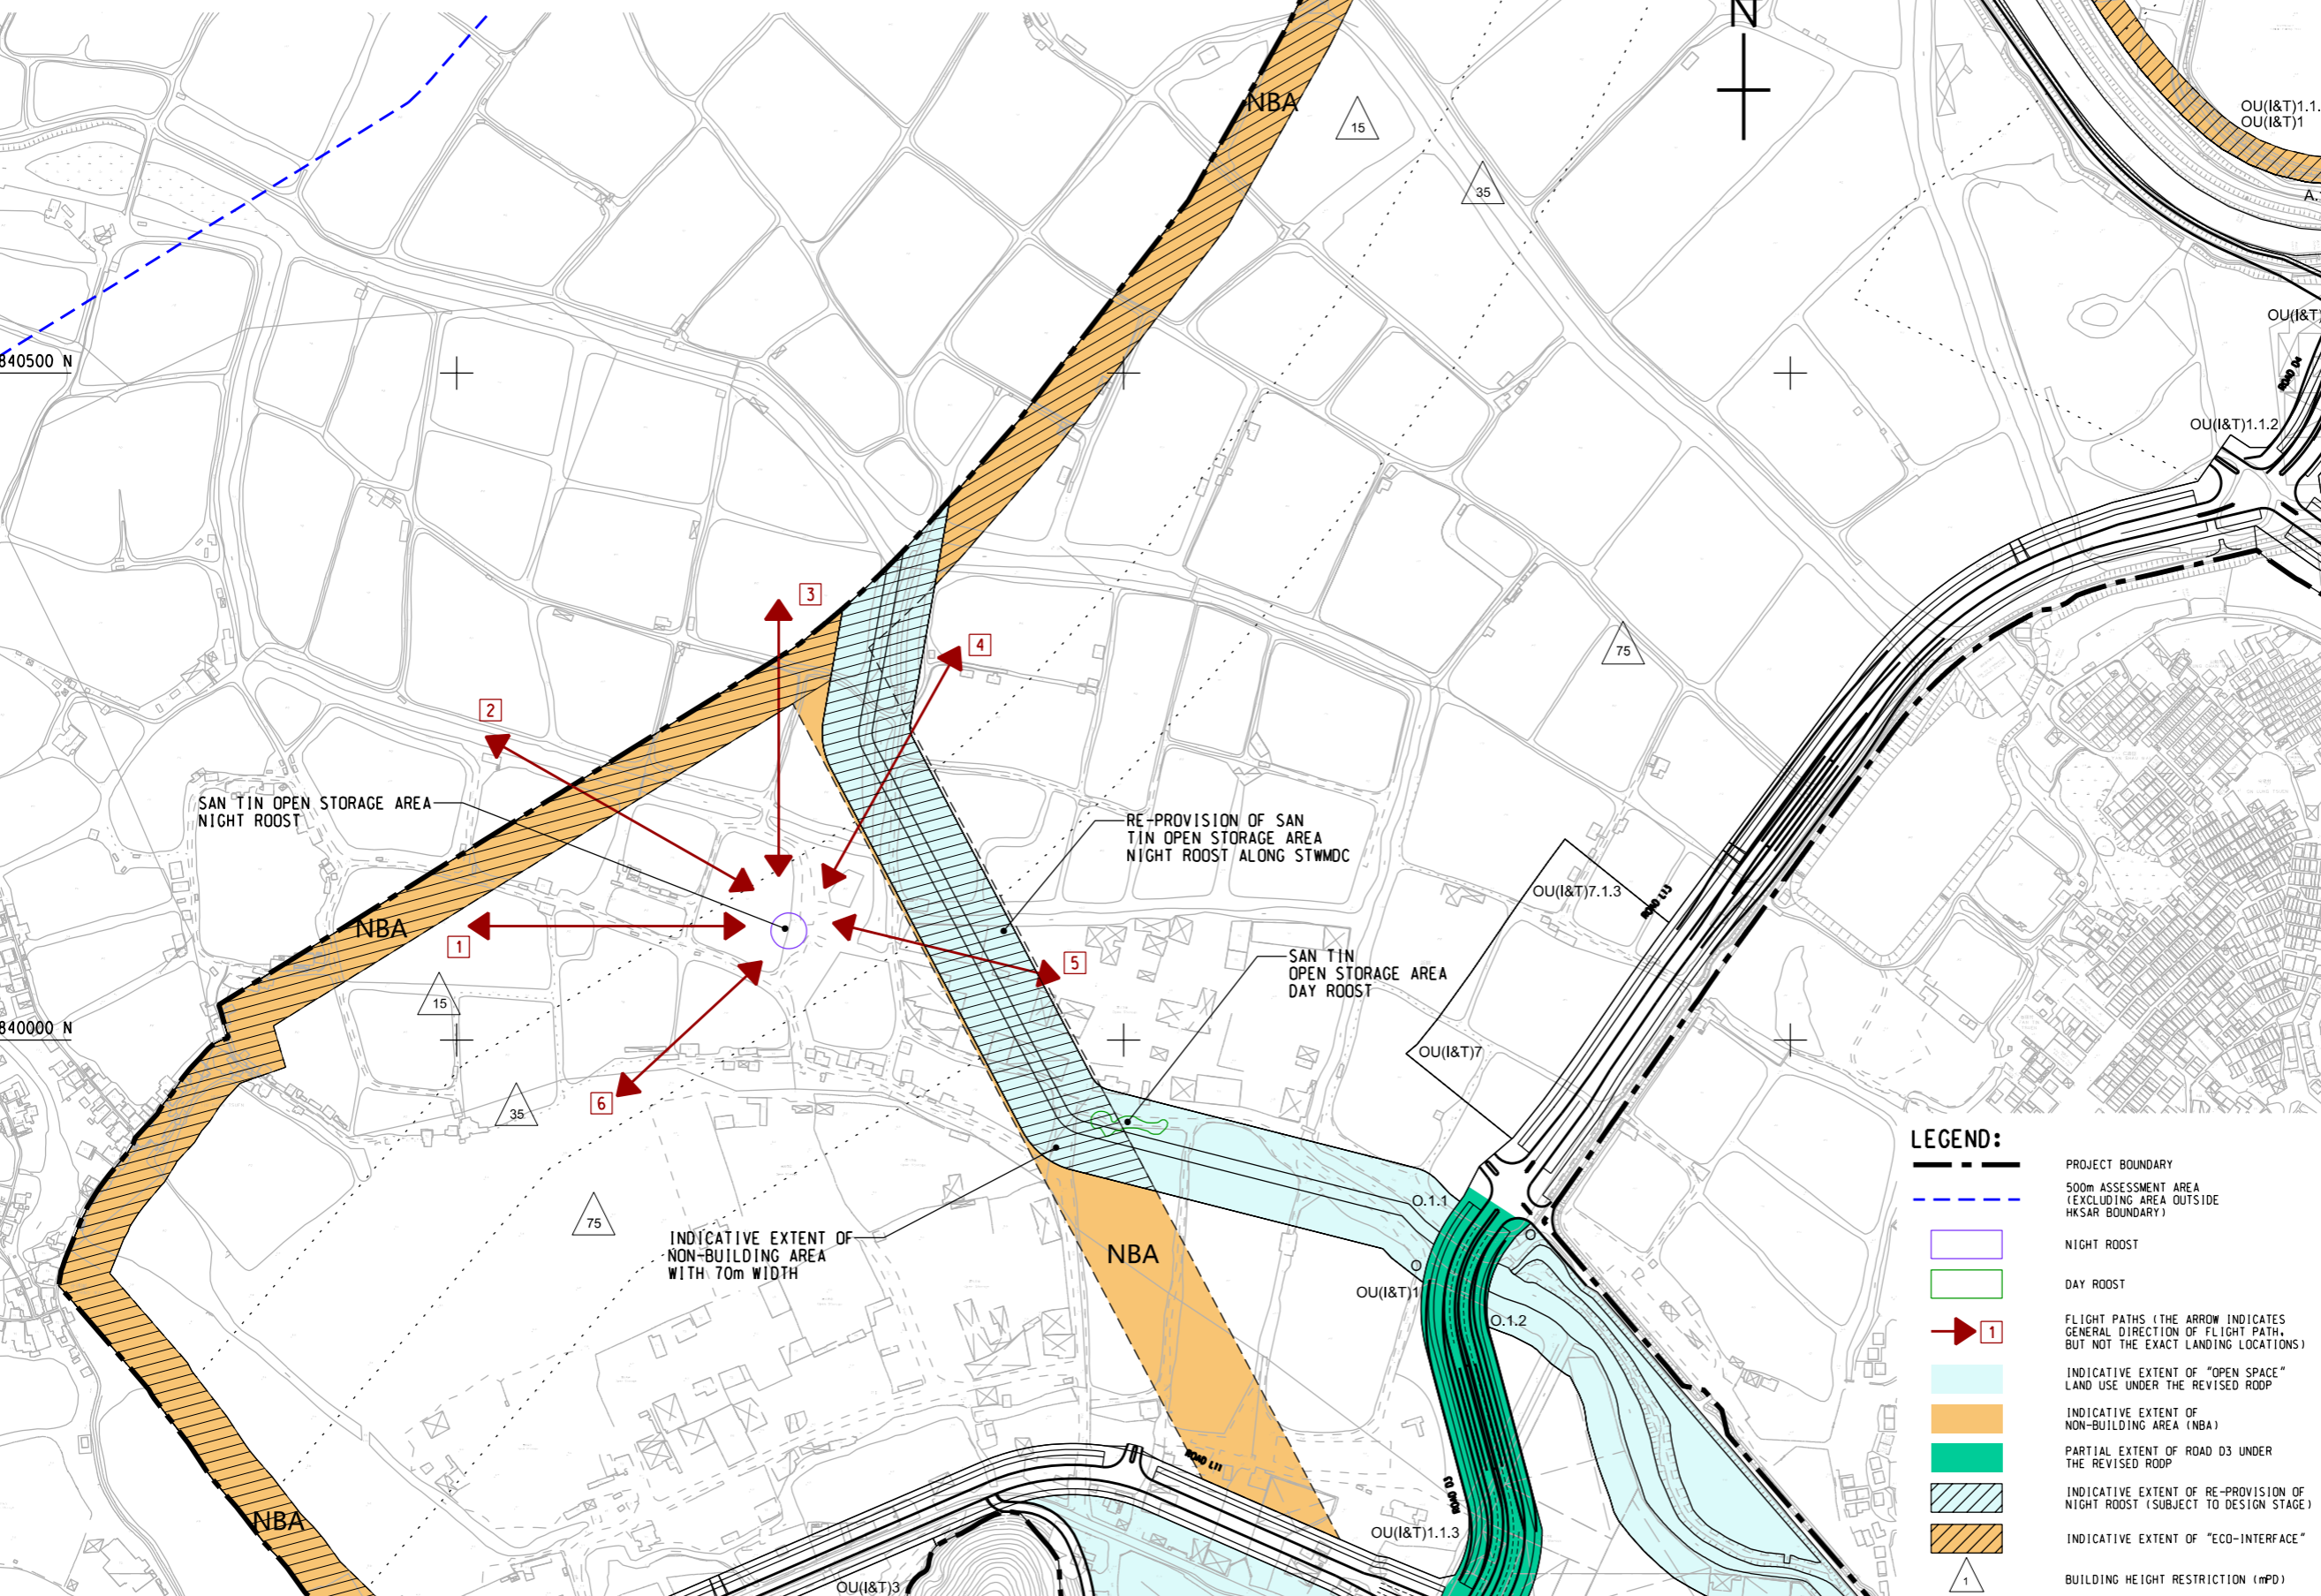 N
NBA
15
OU(I&T)1.1.
OU(I&T)1
35
A.
OU(I&T)
840500 N
ROAD D4
OU(I&T)1.1.2
3
4
75
2
SAN TIN OPEN STORAGE AREA
NIGHT ROOST
RE-PROVISION OF SAN
TIN OPEN STORAGE AREA
NIGHT ROOST ALONG STWMDC
OU(I&T)7.1.3
ROAD L13
NBA
1
5
SAN TIN
OPEN STORAGE AREA
DAY ROOST
15
840000 N
OU(I&T)7
35
6
O.1.1
75
INDICATIVE EXTENT OF
NON-BUILDING AREA
WITH 70m WIDTH
NBA
O
O
OU(I&T)1
O.1.2
ROAD L11
ROAD D3
NBA
OU(I&T)1.1.3
OU(I&T)3
LEGEND:
PROJECT BOUNDARY
500m ASSESSMENT AREA
(EXCLUDING AREA OUTSIDE
HKSAR BOUNDARY)
NIGHT ROOST
DAY ROOST
1
FLIGHT PATHS (THE ARROW INDICATES
GENERAL DIRECTION OF FLIGHT PATH,
BUT NOT THE EXACT LANDING LOCATIONS)
INDICATIVE EXTENT OF "OPEN SPACE"
LAND USE UNDER THE REVISED RODP
INDICATIVE EXTENT OF
NON-BUILDING AREA (NBA)
PARTIAL EXTENT OF ROAD D3 UNDER
THE REVISED RODP
INDICATIVE EXTENT OF RE-PROVISION OF
NIGHT ROOST (SUBJECT TO DESIGN STAGE)
INDICATIVE EXTENT OF "ECO-INTERFACE"
1
BUILDING HEIGHT RESTRICTION (mPD)